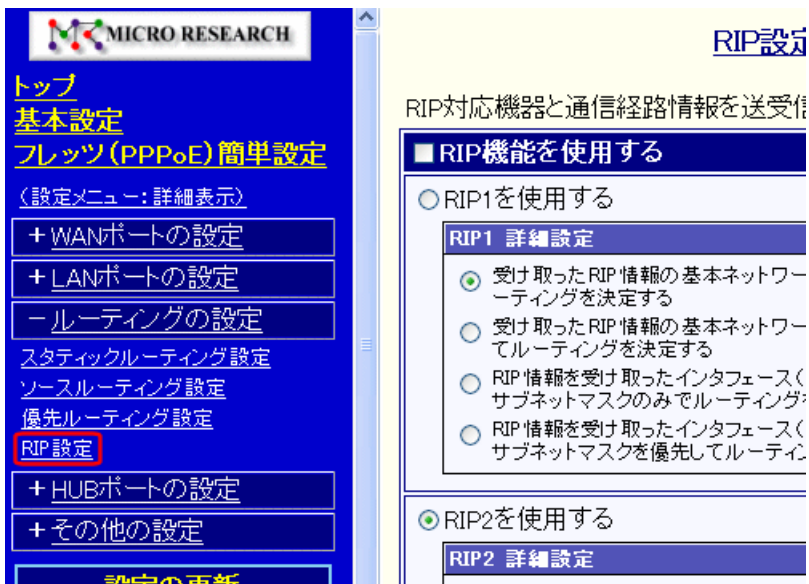 MICRO RESEARCH
トップ
基本設定
フレッツ(PPPoE)簡単設定
(設定メニュー:詳細表示)
+WANポートの設定
+LANポートの設定
-ルーティングの設定
スタティックルーティング設定
ソースルーティング設定
優先ルーティング設定
RIP設定
+HUBポートの設定
+その他の設定
設定の更新
RIP設定
RIP対応機器と通信経路情報を送受信
■RIP機能を使用する
RIP1を使用する
RIP1 詳細設定
受け取ったRIP情報の基本ネットワー
ーティングを決定する
受け取ったRIP情報の基本ネットワー
てルーティングを決定する
RIP情報を受け取ったインタフェース(
サブネットマスクのみでルーティングを
RIP情報を受け取ったインタフェース(
サブネットマスクを優先してルーティン
RIP2を使用する
RIP2 詳細設定